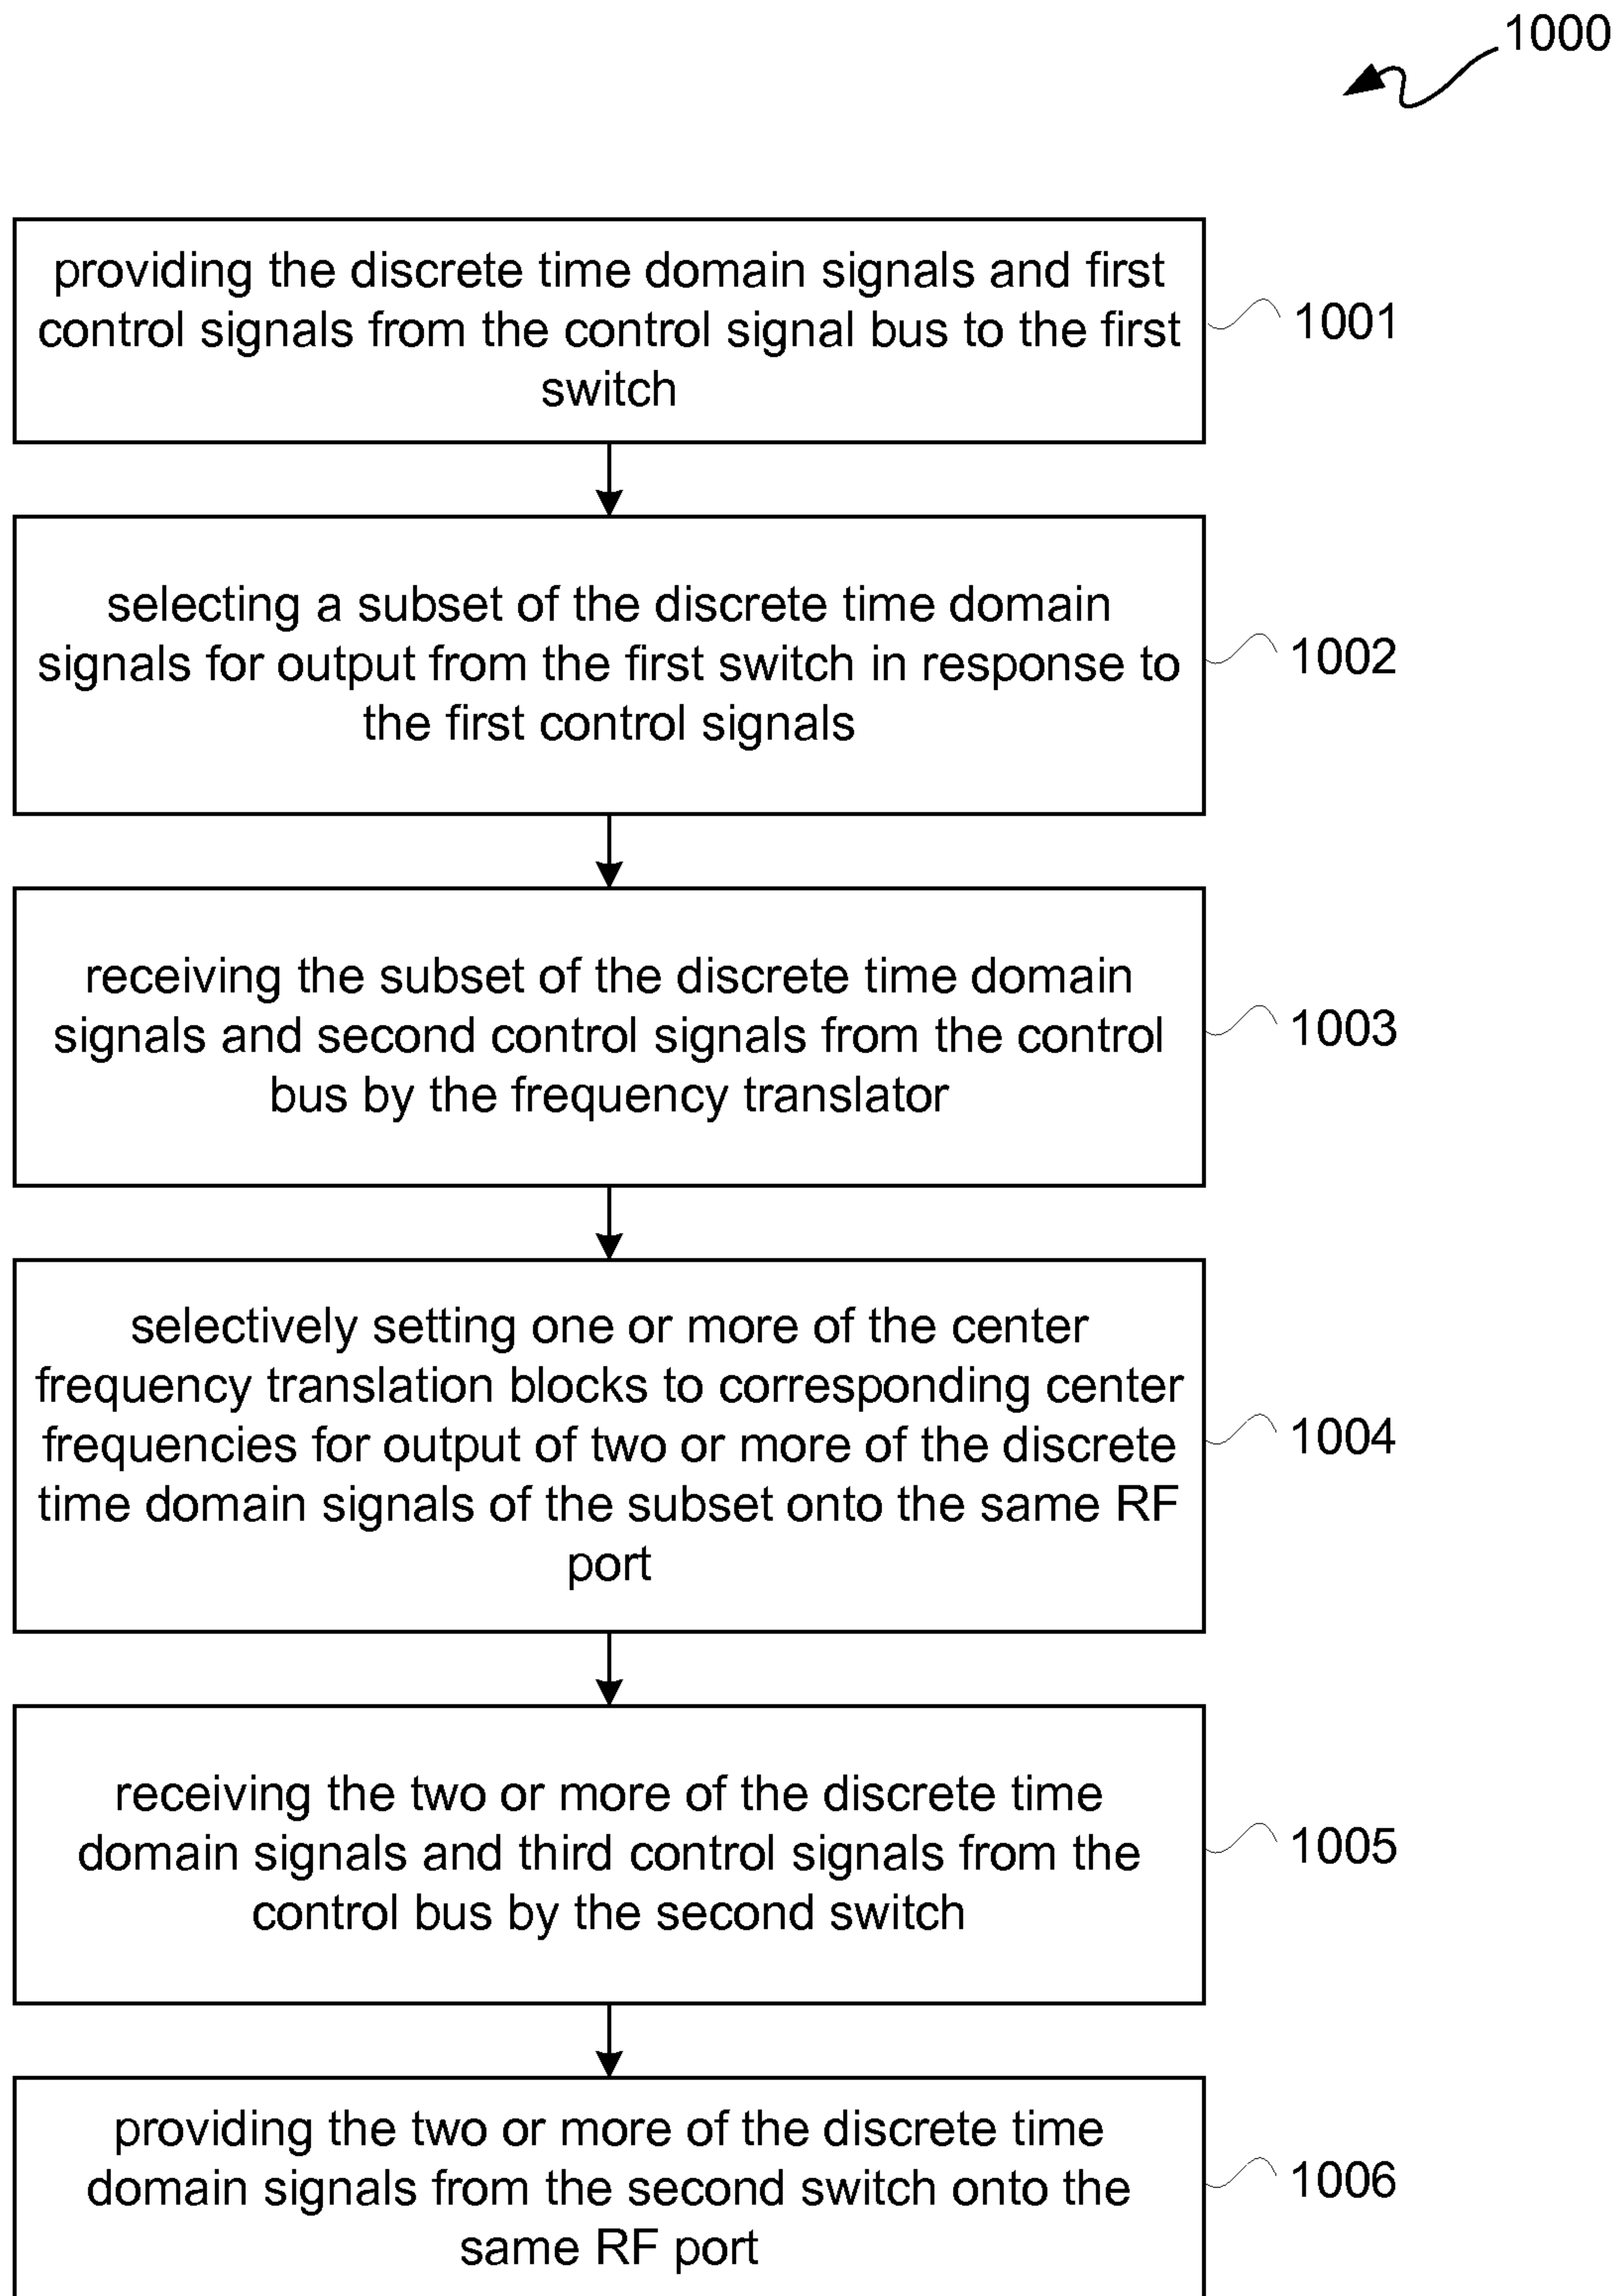 1000
providing the discrete time domain signals and first
control signals from the control signal bus to the first
switch
1001
selecting a subset of the discrete time domain
signals for output from the first switch in response to
the first control signals
1002
receiving the subset of the discrete time domain
signals and second control signals from the control
bus by the frequency translator
1003
selectively setting one or more of the center
frequency translation blocks to corresponding center
frequencies for output of two or more of the discrete
time domain signals of the subset onto the same RF
port
1004
receiving the two or more of the discrete time
domain signals and third control signals from the
control bus by the second switch
1005
providing the two or more of the discrete time
domain signals from the second switch onto the
same RF port
1006